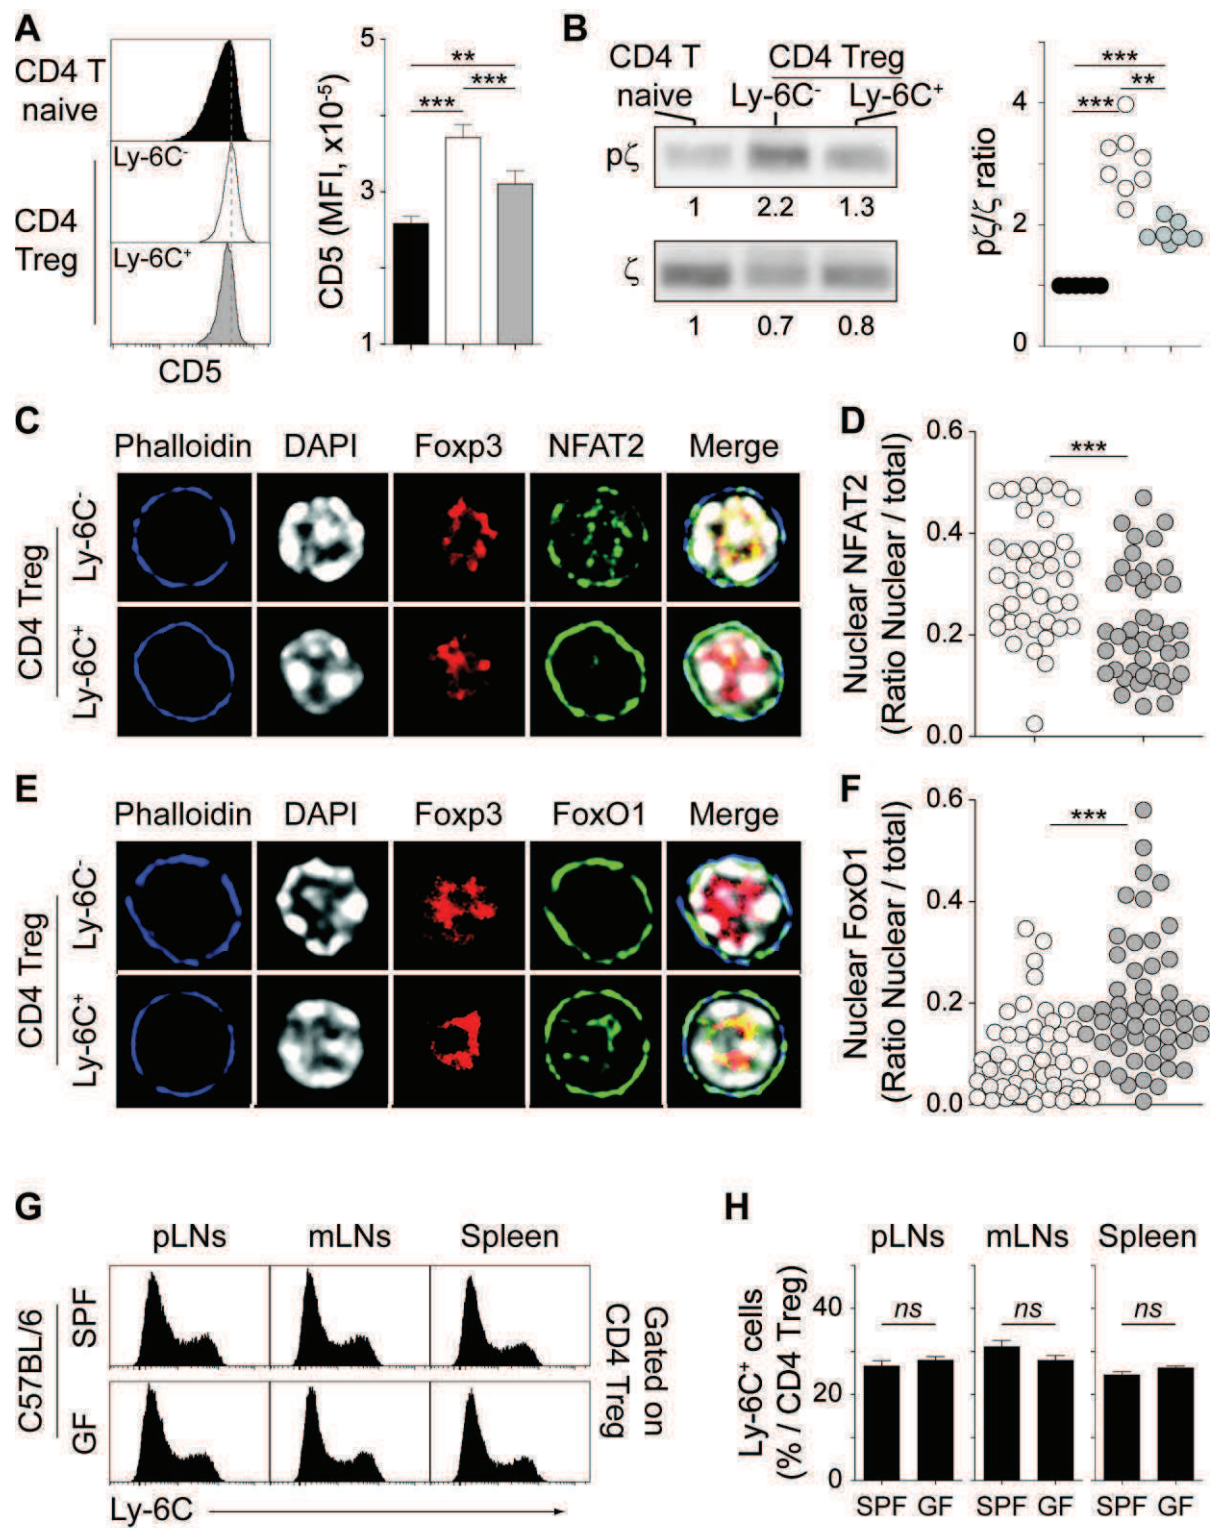 A
CD4 T
naive
Ly-6C-
CD4
Treg
Ly-6C+
CD5
CD5 (MFI, x10-5)
5
3
1
**
***
***
B
CD4 T
naive
CD4 Treg
Ly-6C-
Ly-6C+
pζ
1
2.2
1.3
ζ
1
0.7
0.8
pζ/ζ ratio
4
2
0
***
**
***
C
Phalloidin
DAPI
Foxp3
NFAT2
Merge
CD4 Treg
Ly-6C-
Ly-6C+
D
Nuclear NFAT2
(Ratio Nuclear / total)
0.6
0.4
0.2
0.0
***
E
Phalloidin
DAPI
Foxp3
FoxO1
Merge
CD4 Treg
Ly-6C-
Ly-6C+
F
Nuclear FoxO1
(Ratio Nuclear / total)
0.6
0.4
0.2
0.0
***
G
pLNs
mLNs
Spleen
C57BL/6
SPF
GF
Gated on
CD4 Treg
Ly-6C
H
pLNs
mLNs
Spleen
Ly-6C+ cells
(% / CD4 Treg)
40
20
0
ns
ns
ns
SPF GF
SPF GF
SPF GF